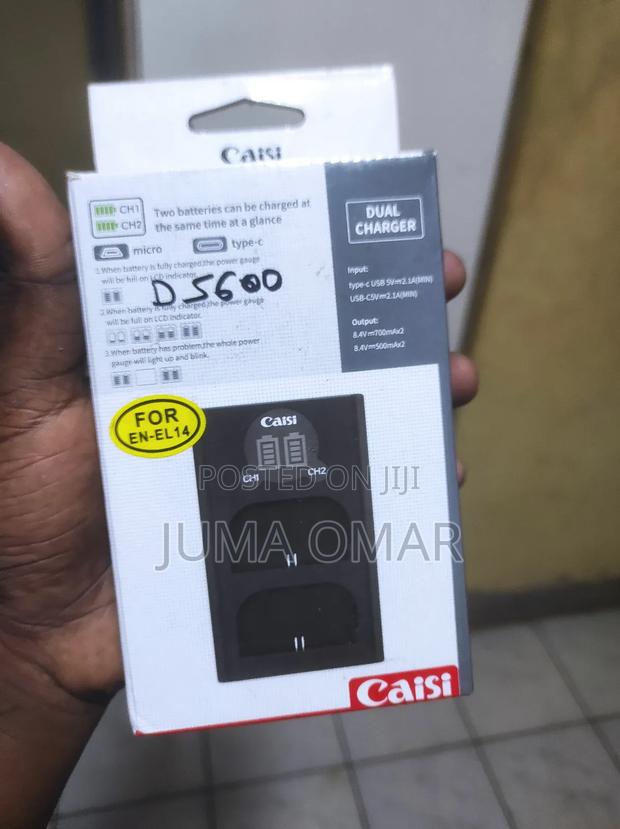 Caisi
CH1
CH2
Two batteries can be charged at
the same time at a glance
micro
type-c
1.When battery is fully charged,the power gauge
will be full on LCD indicator.
D5600
2.When battery is fully charged,the power gauge
will be full on LCD indicator.
3.When battery has problem,the whole power
gauge will light up and blink.
DUAL
CHARGER
Input:
type-c USB 5V⎓2.1A(MIN)
USB-C5V⎓2.1A(MIN)
Output:
8.4V⎓700mAx2
8.4V⎓500mAx2
FOR
EN-EL14
Caisi
CH1
CH2
POSTED ON JIJI
JUMA OMAR
Caisi